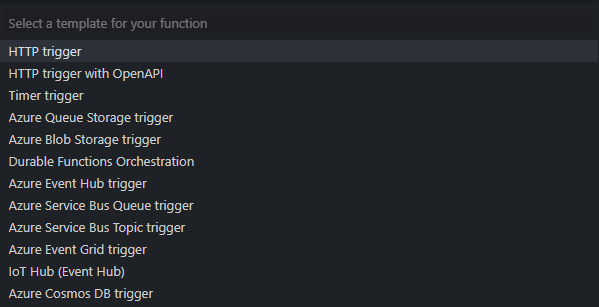 Select a template for your function
HTTP trigger
HTTP trigger with OpenAPI
Timer trigger
Azure Queue Storage trigger
Azure Blob Storage trigger
Durable Functions Orchestration
Azure Event Hub trigger
Azure Service Bus Queue trigger
Azure Service Bus Topic trigger
Azure Event Grid trigger
IoT Hub (Event Hub)
Azure Cosmos DB trigger